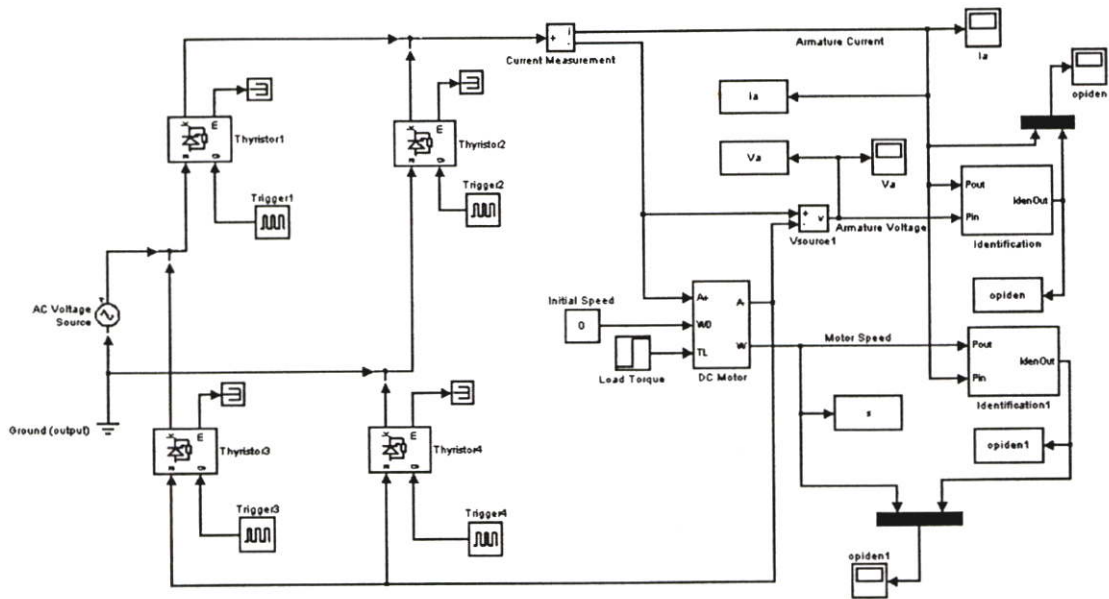 Armature Current
Ia
Current Measurement
opiden
Ia
Thyristor1
Thyristor2
Va
Va
Pout
IdenOut
Pin
Identification
Trigger1
Trigger2
Vsource1
Armature Voltage
AC Voltage
Source
Initial Speed
0
A+
W0
TL
A-
W
DC Motor
Load Torque
opiden
Motor Speed
Pout
IdenOut
Pin
Identification1
Ground (output)
Thyristor3
Thyristor4
s
opiden1
Trigger3
Trigger4
opiden1